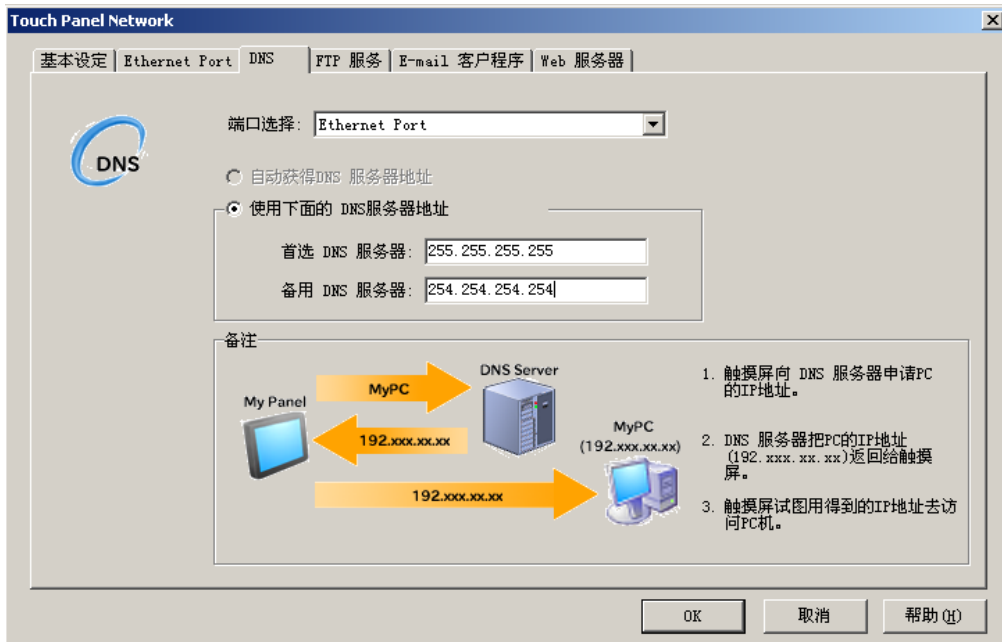 Touch Panel Network
基本设定 Ethernet Port DNS FTP 服务 E-mail 客户程序 Web 服务器
DNS
端口选择: Ethernet Port
自动获得DNS 服务器地址
使用下面的 DNS服务器地址
首选 DNS 服务器: 255.255.255.255
备用 DNS 服务器: 254.254.254.254
备注
My Panel
MyPC
DNS Server
192.xxx.xx.xx
MyPC
(192.xxx.xx.xx)
192.xxx.xx.xx
1. 触摸屏向 DNS 服务器申请PC
的IP地址。
2. DNS 服务器把PC的IP地址
(192.xxx.xx.xx)返回给触摸
屏。
3. 触摸屏试图用得到的IP地址去访
问PC机。
OK 取消 帮助(H)